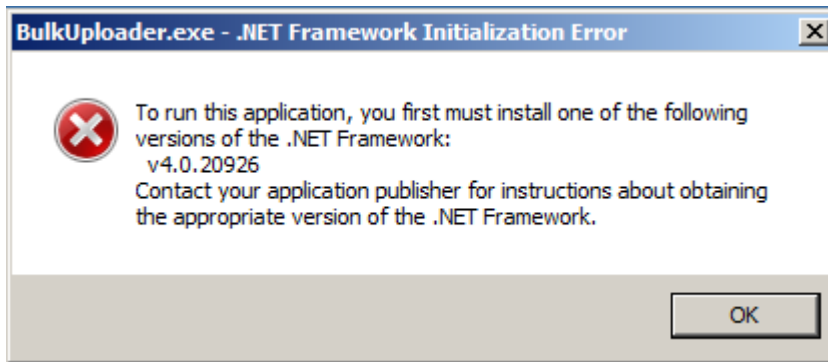 BulkUploader.exe - .NET Framework Initialization Error
To run this application, you first must install one of the following
versions of the .NET Framework:
v4.0.20926
Contact your application publisher for instructions about obtaining
the appropriate version of the .NET Framework.
OK